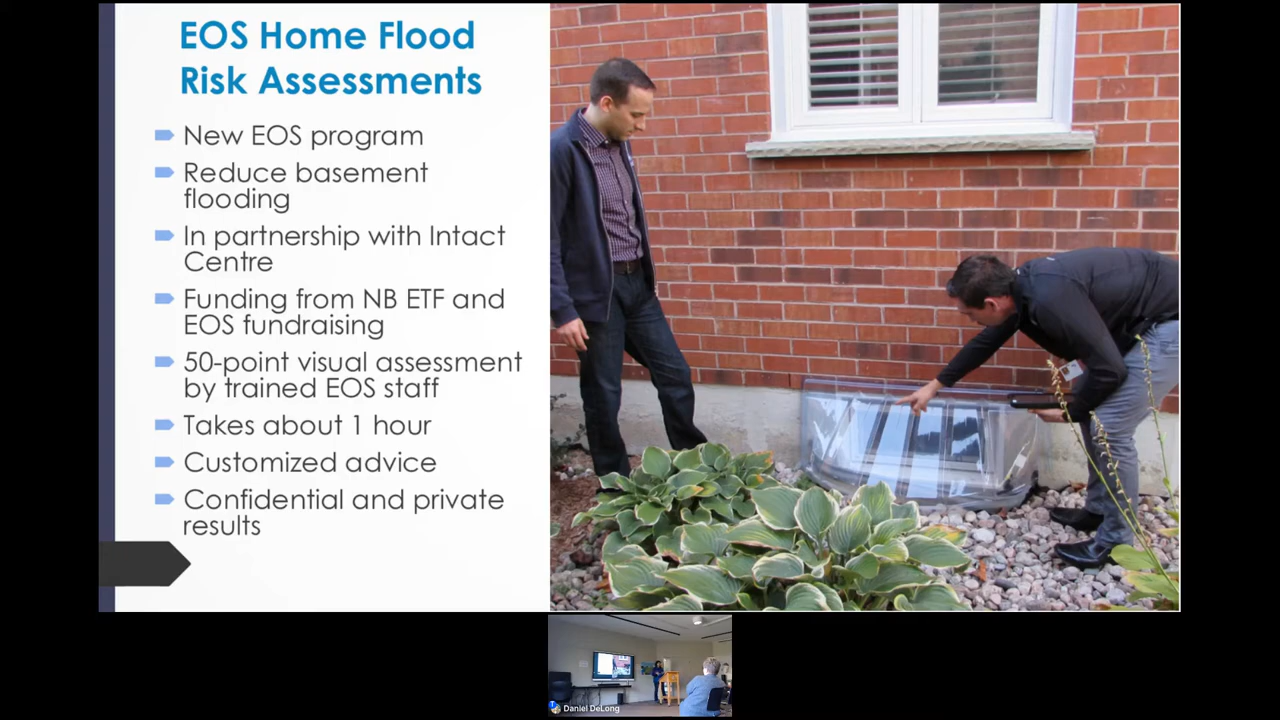 EOS Home Flood
Risk Assessments
New EOS program
Reduce basement
flooding
In partnership with Intact
Centre
Funding from NB ETF and
EOS fundraising
50-point visual assessment
by trained EOS staff
Takes about 1 hour
Customized advice
Confidential and private
results
Daniel DeLong